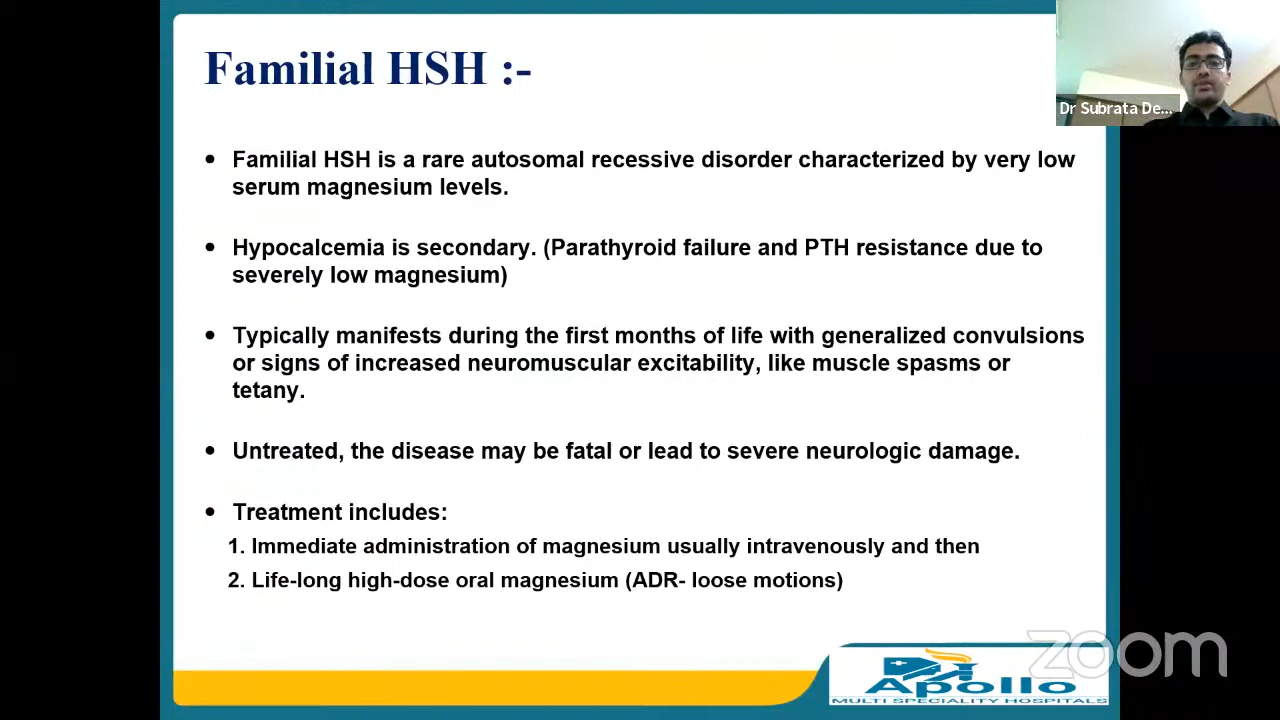 Familial HSH :-
Dr Subrata De...
• Familial HSH is a rare autosomal recessive disorder characterized by very low
serum magnesium levels.
• Hypocalcemia is secondary. (Parathyroid failure and PTH resistance due to
severely low magnesium)
• Typically manifests during the first months of life with generalized convulsions
or signs of increased neuromuscular excitability, like muscle spasms or
tetany.
• Untreated, the disease may be fatal or lead to severe neurologic damage.
• Treatment includes:
1. Immediate administration of magnesium usually intravenously and then
2. Life-long high-dose oral magnesium (ADR- loose motions)
zoom
Apollo
MULTI SPECIALITY HOSPITALS